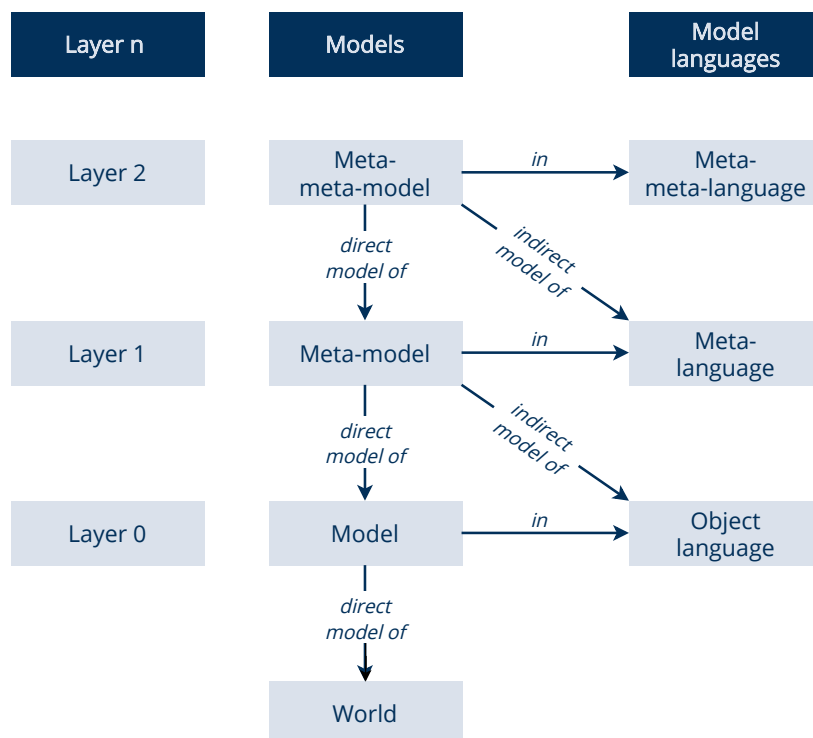 Layer n
Models
Model
languages
Layer 2
Meta-
meta-model
in
Meta-
meta-language
direct
model of
indirect
model of
Layer 1
Meta-model
in
Meta-
language
direct
model of
indirect
model of
Layer 0
Model
in
Object
language
direct
model of
World